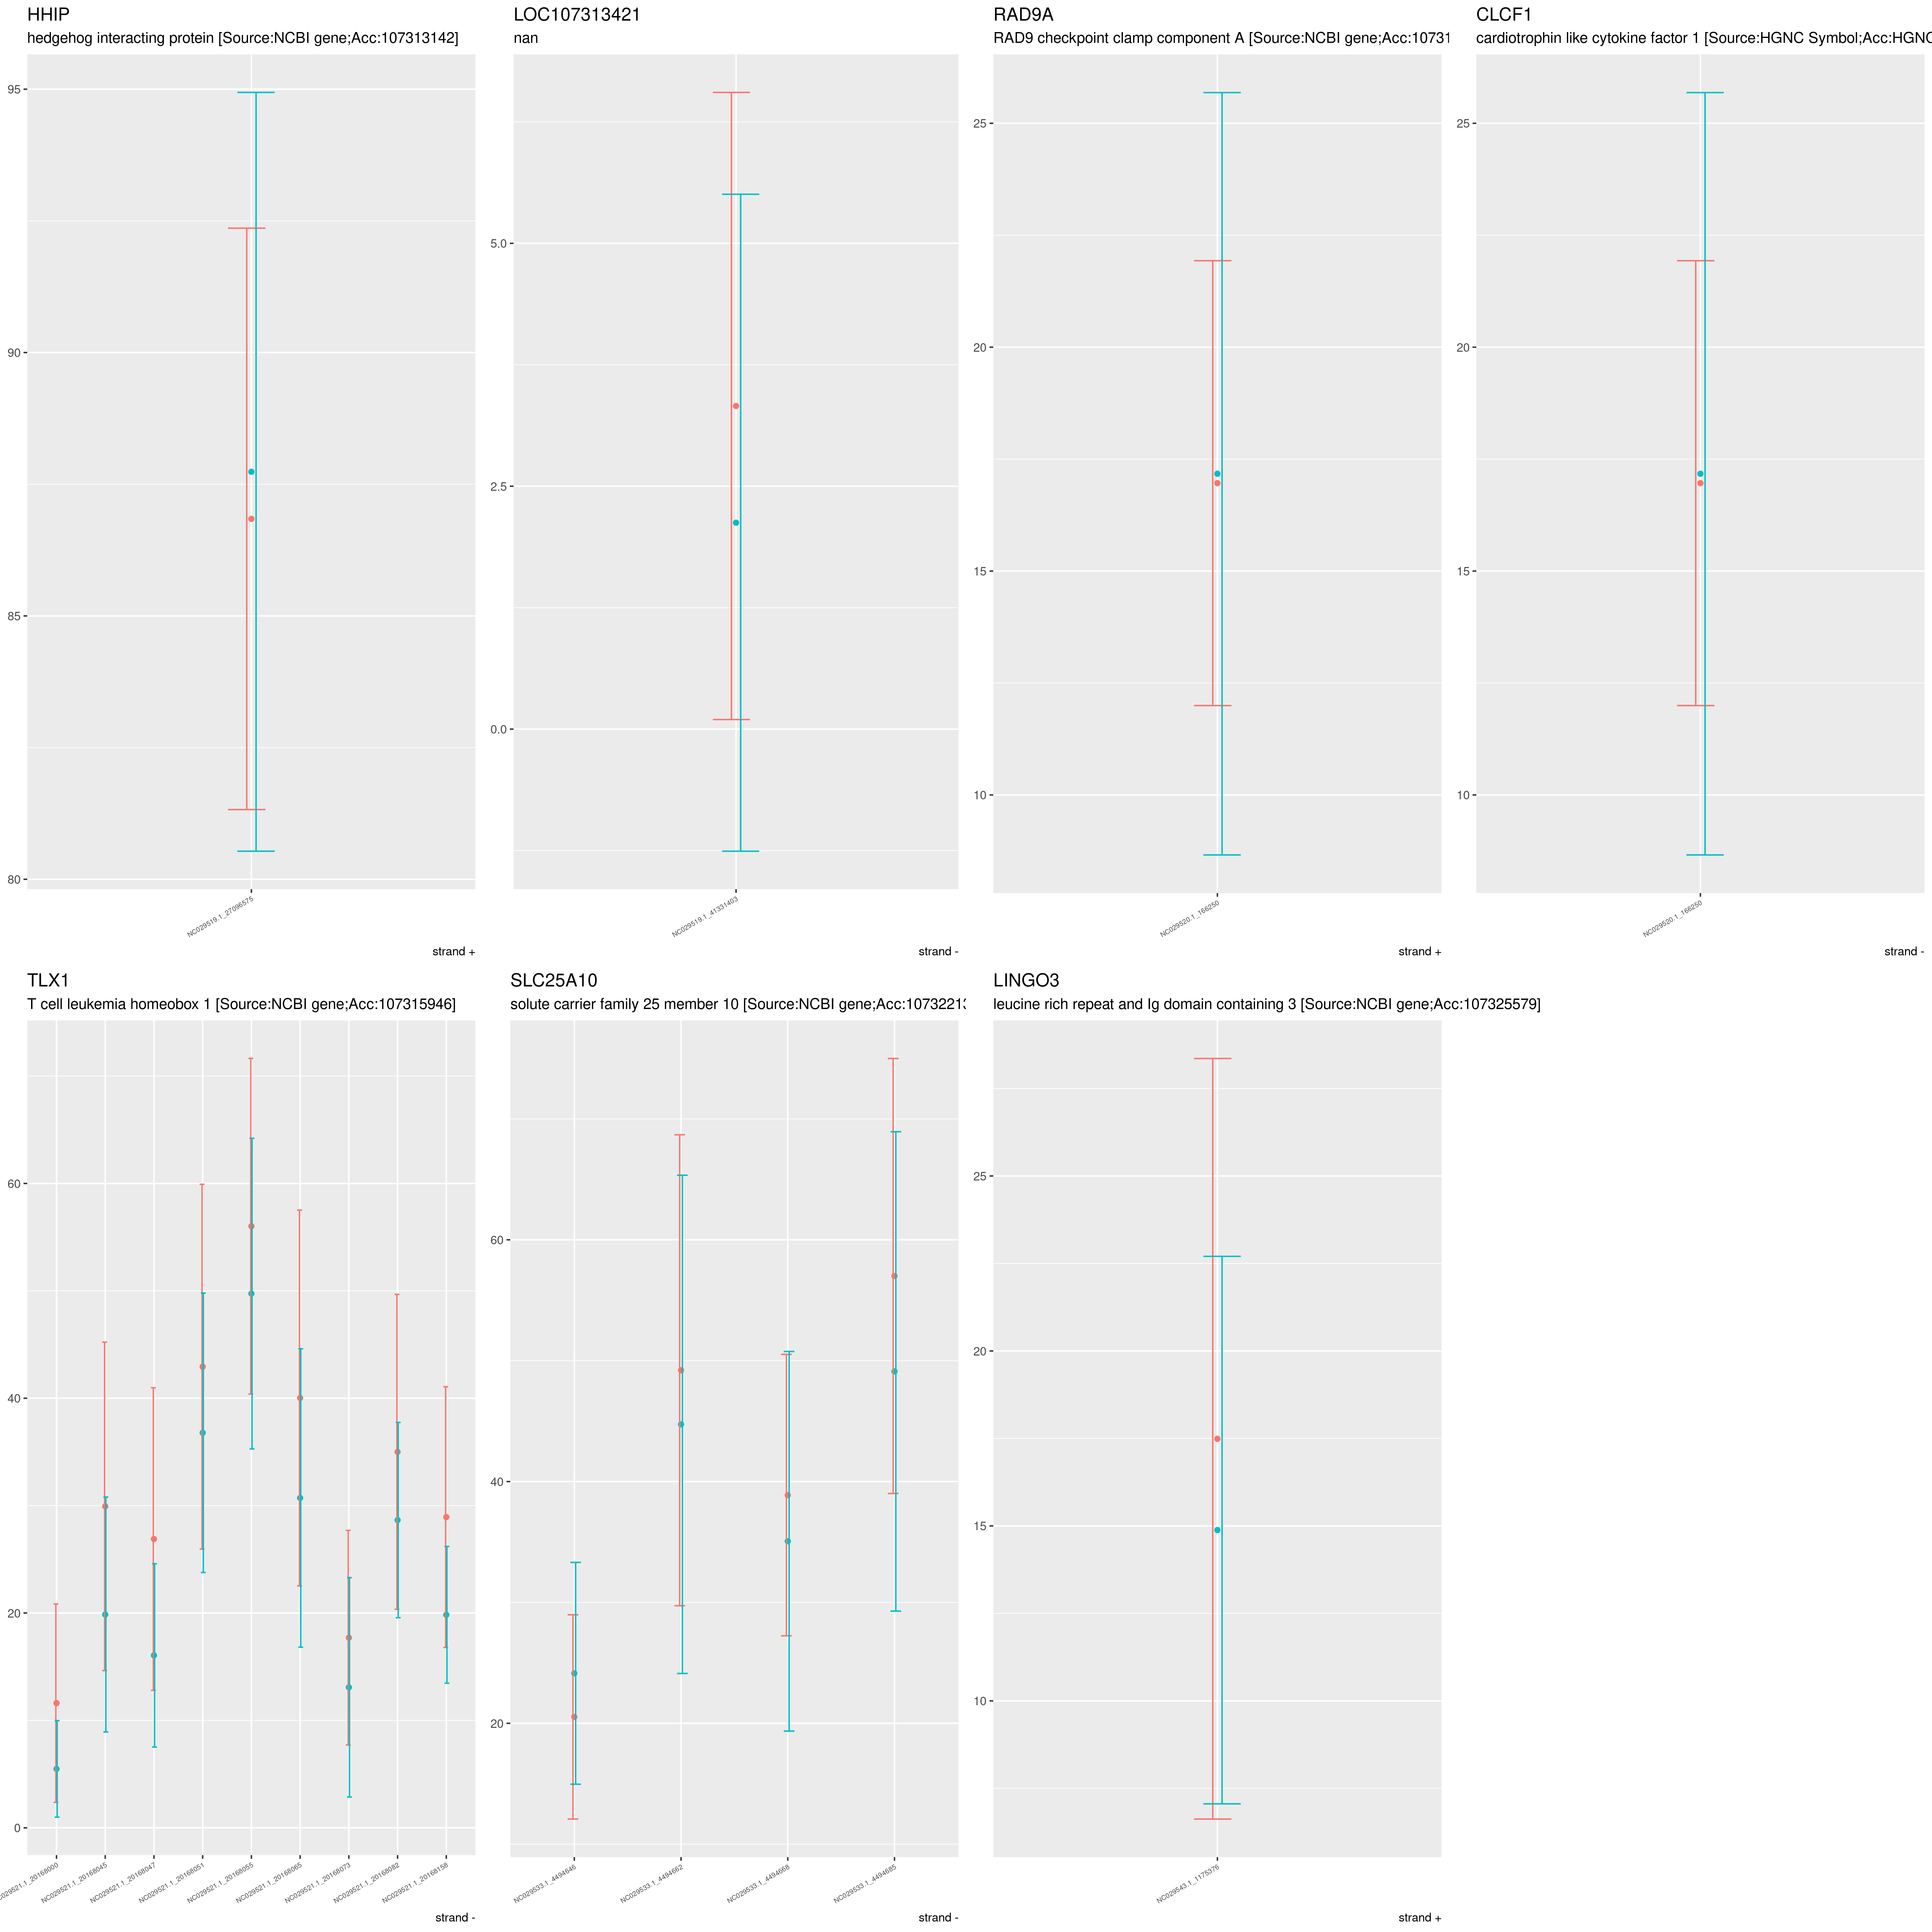 HHIP
hedgehog interacting protein [Source:NCBI gene;Acc:107313142]
95
90
85
80
NC029519.1_27096575
strand +
LOC107313421
nan
5.0
2.5
0.0
NC029519.1_41331403
strand -
RAD9A
RAD9 checkpoint clamp component A [Source:NCBI gene;Acc:10731
25
20
15
10
NC029520.1_166250
strand +
CLCF1
cardiotrophin like cytokine factor 1 [Source:HGNC Symbol;Acc:HGNC
25
20
15
10
NC029520.1_166250
strand -
TLX1
T cell leukemia homeobox 1 [Source:NCBI gene;Acc:107315946]
60
40
20
0
C029521.1_20168000
NC029521.1_20168045
NC029521.1_20168047
NC029521.1_20168051
NC029521.1_20168055
NC029521.1_20168065
NC029521.1_20168073
NC029521.1_20168082
NC029521.1_20168158
strand -
SLC25A10
solute carrier family 25 member 10 [Source:NCBI gene;Acc:10732213
60
40
20
NC029533.1_4494646
NC029533.1_4494662
NC029533.1_4494668
NC029533.1_4494685
strand -
LINGO3
leucine rich repeat and Ig domain containing 3 [Source:NCBI gene;Acc:107325579]
25
20
15
10
NC029543.1_1175376
strand +